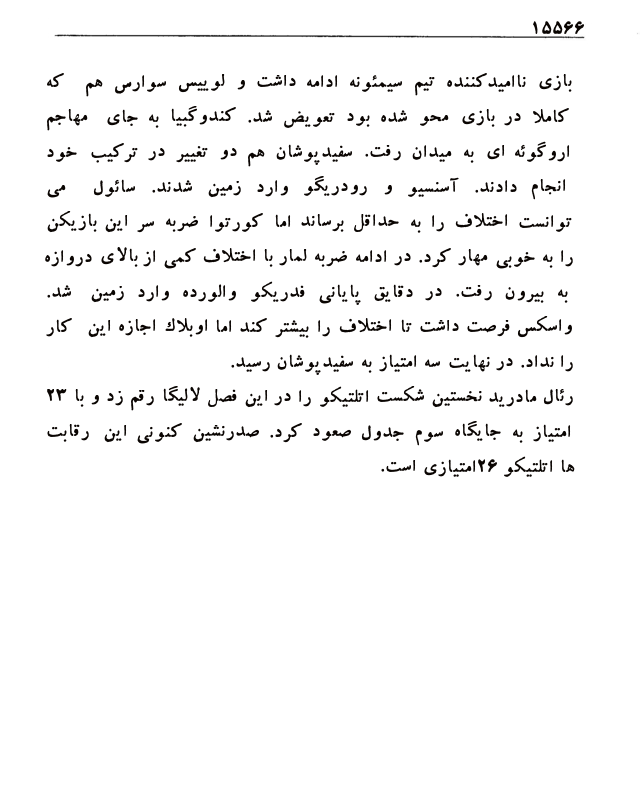 ۱۵۵۶۶
بازی ناامیدکننده تیم سیمئونه ادامه داشت و لوییس سوارس هم که
کاملا در بازی محو شده بود تعویض شد. کندوگبیا به جای مهاجم
اروگوئه ای به میدان رفت. سفیدپوشان هم دو تغییر در ترکیب خود
انجام دادند. آسنسیو و رودریگو وارد زمین شدند. سائول می
توانست اختلاف را به حداقل برساند اما کورتوا ضربه سر این بازیکن
را به خوبی مهار کرد. در ادامه ضربه لمار با اختلاف کمی از بالای دروازه
به بیرون رفت. در دقایق پایانی فدریکو والورده وارد زمین شد.
واسکس فرصت داشت تا اختلاف را بیشتر کند اما اوبلاك اجازه این کار
را نداد. در نهایت سه امتیاز به سفیدپوشان رسید.
رئال مادرید نخستین شکست اتلتیکو را در این فصل لالیگا رقم زد و با ۲۳
امتیاز به جایگاه سوم جدول صعود کرد. صدرنشین کنونی این رقابت
ها اتلتیکو ۲۶امتیازی است.